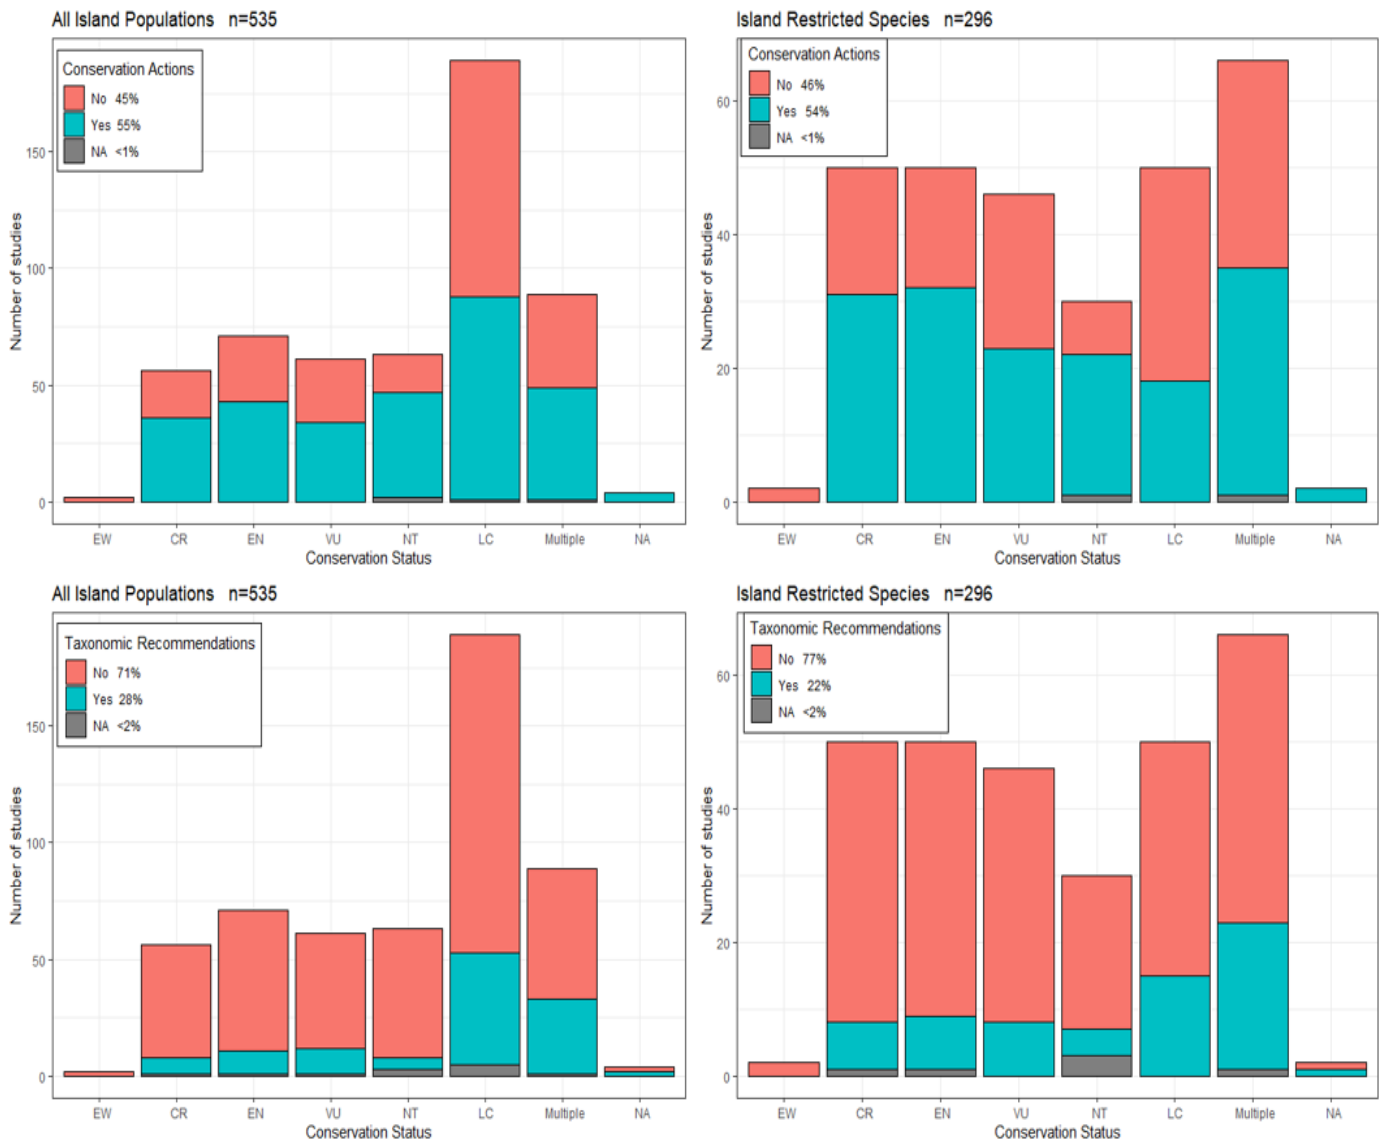 All Island Populations   n=535
Conservation Actions
No  45%
Yes  55%
NA  <1%
Number of studies
150
100
50
0
EW CR EN VU NT LC Multiple NA
Conservation Status
Island Restricted Species   n=296
Conservation Actions
No  46%
Yes  54%
NA  <1%
Number of studies
60
40
20
0
EW CR EN VU NT LC Multiple NA
Conservation Status
All Island Populations   n=535
Taxonomic Recommendations
No  71%
Yes  28%
NA  <2%
Number of studies
150
100
50
0
EW CR EN VU NT LC Multiple NA
Conservation Status
Island Restricted Species   n=296
Taxonomic Recommendations
No  77%
Yes  22%
NA  <2%
Number of studies
60
40
20
0
EW CR EN VU NT LC Multiple NA
Conservation Status